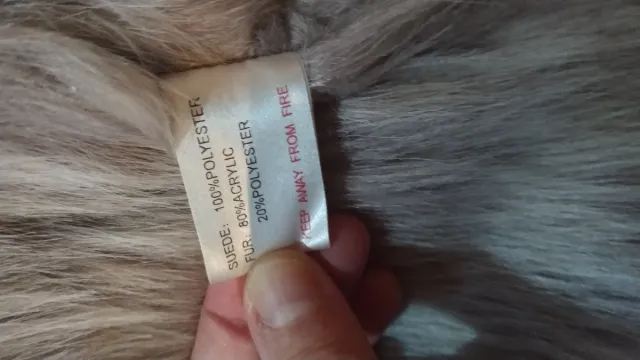 SUEDE: 100%POLYESTER
FUR: 80%ACRYLIC
20%POLYESTER
KEEP AWAY FROM FIRE